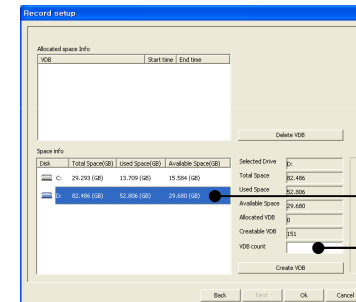 Record setup
Allocated space Info
VDB Start time End time
Delete VDB
Space info
Disk Total Space(GB) Used Space(GB) Available Space(GB)
C: 29.293 (GB) 13.709 (GB) 15.584 (GB)
D: 82.486 (GB) 52.806 (GB) 29.680 (GB)
Selected Drive D:
Total Space 82.486
Used Space 52.806
Available Space 29.680
Allocated VDB 0
Creatable VDB 151
VDB count
Create VDB
Back Next Ok Cancel